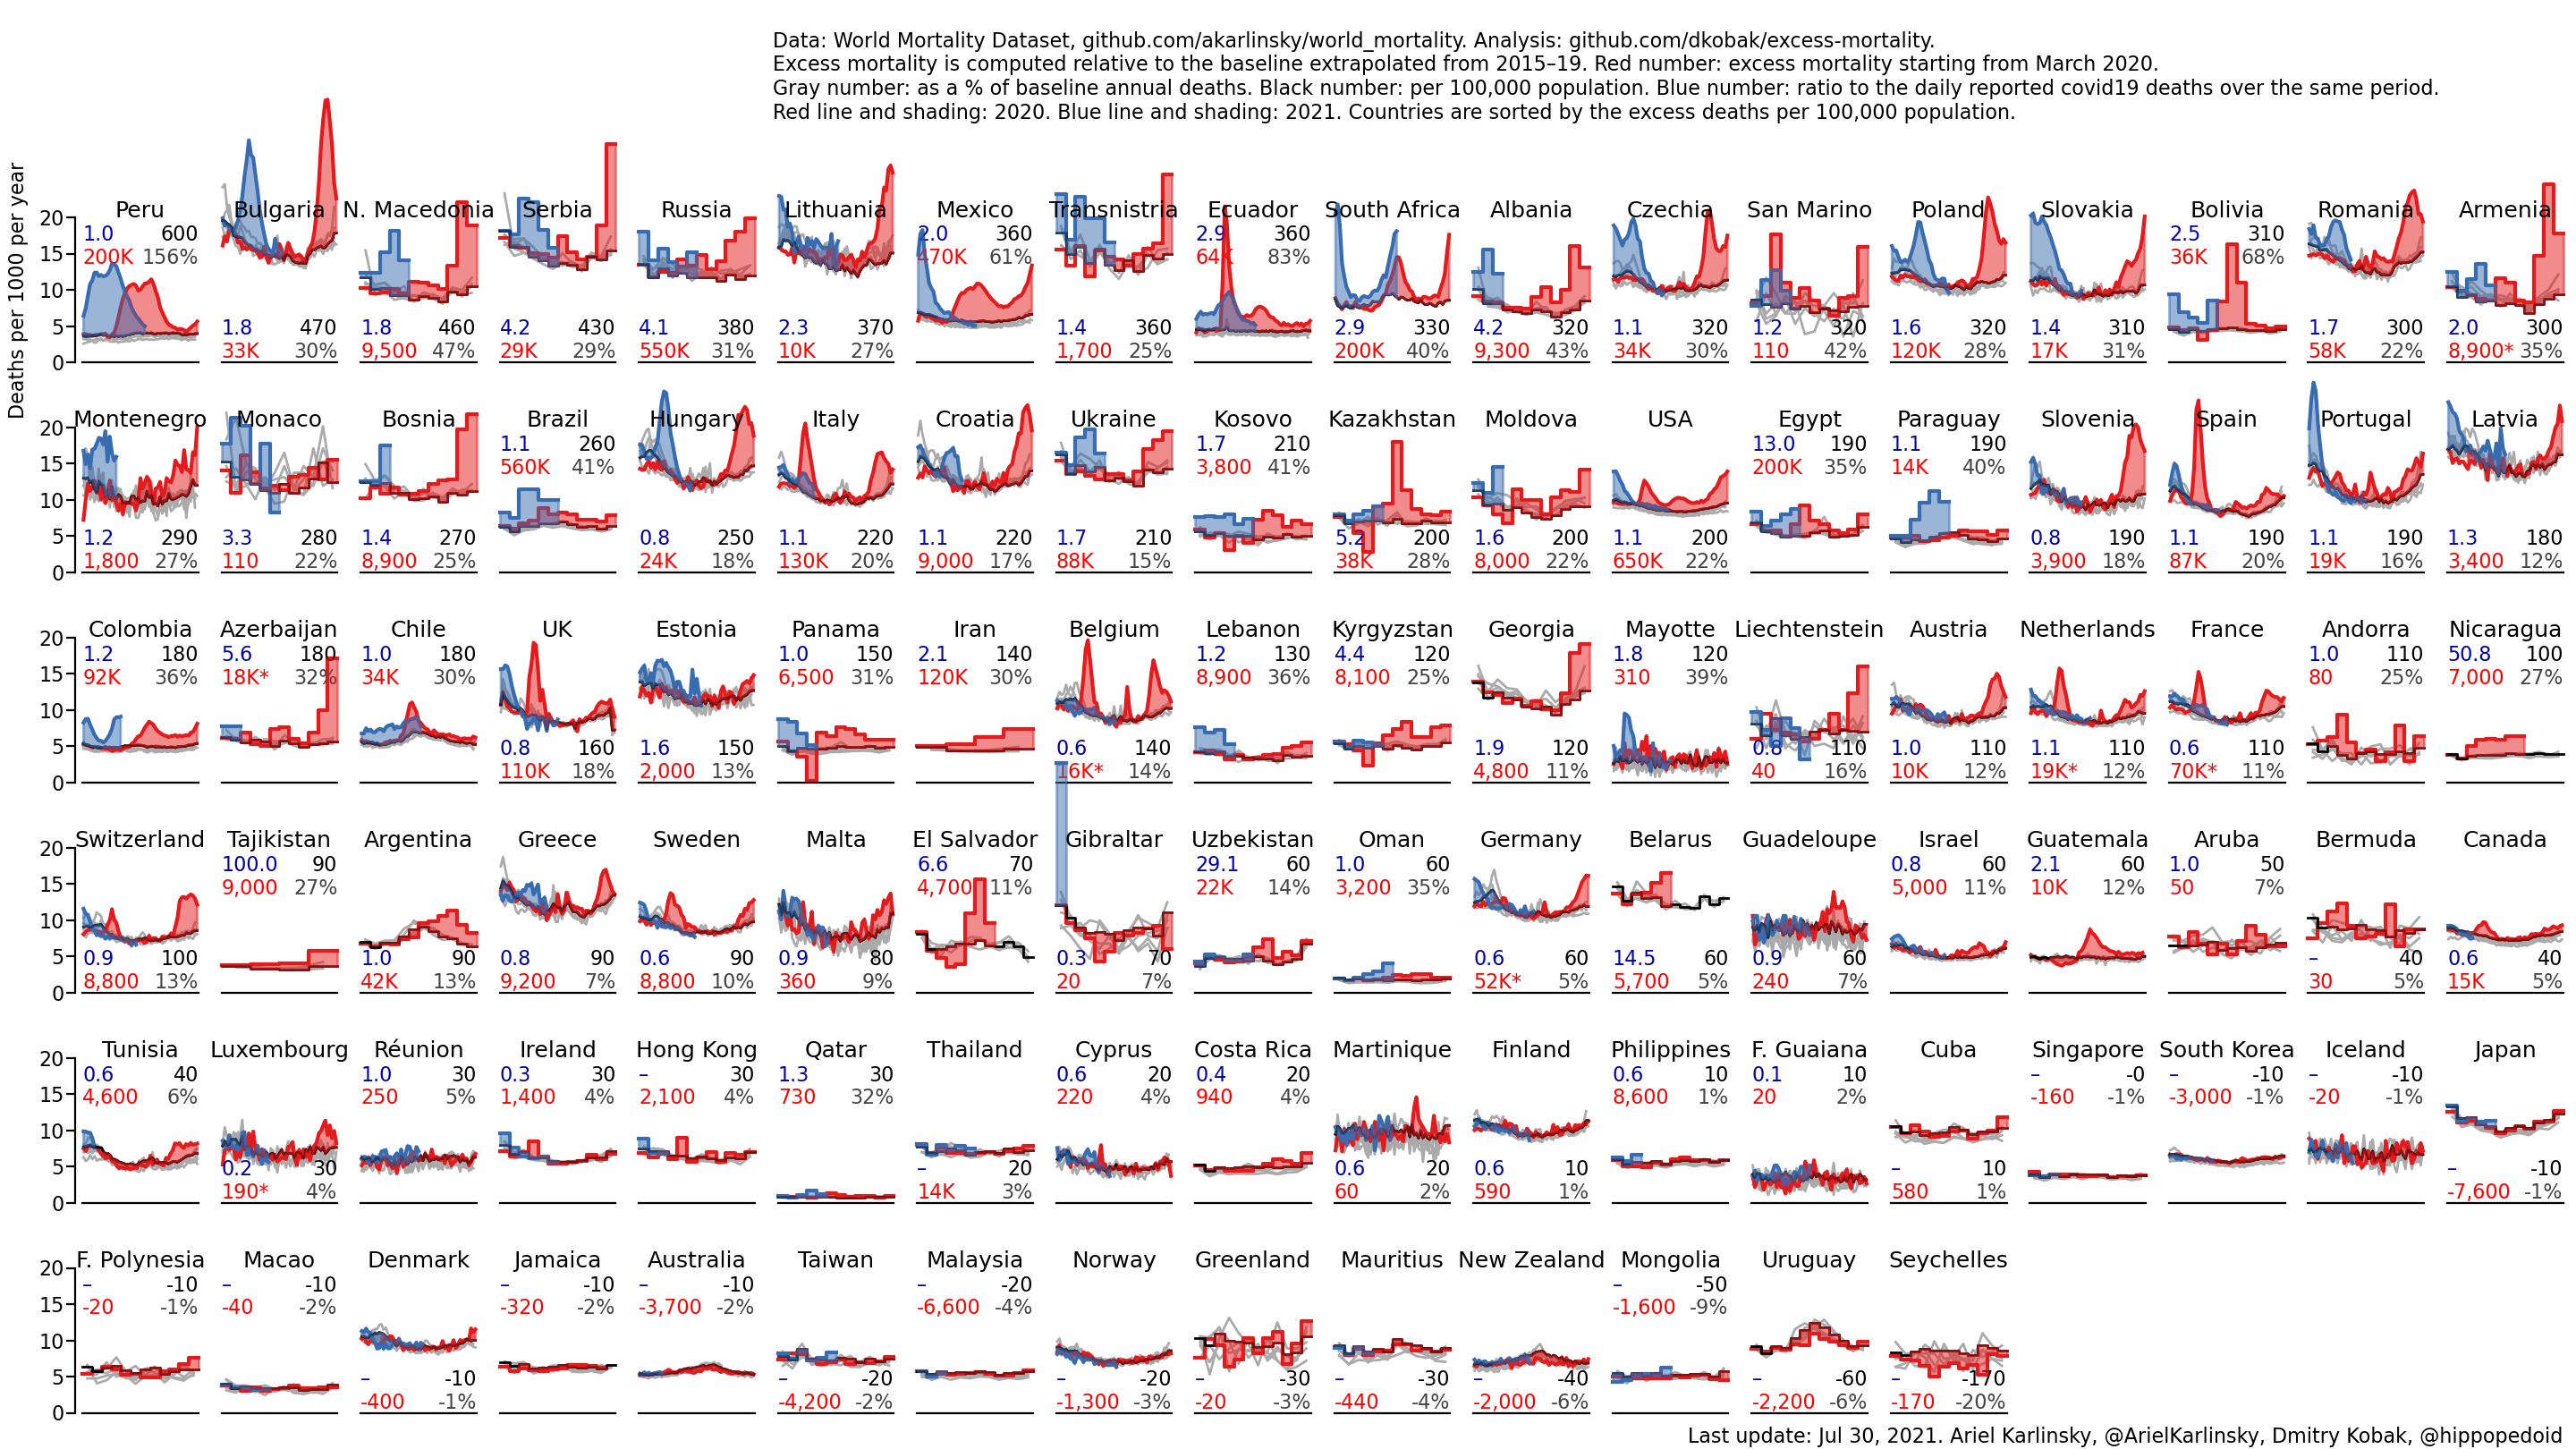 Data: World Mortality Dataset, github.com/akarlinsky/world_mortality. Analysis: github.com/dkobak/excess-mortality.
Excess mortality is computed relative to the baseline extrapolated from 2015–19. Red number: excess mortality starting from March 2020.
Gray number: as a % of baseline annual deaths. Black number: per 100,000 population. Blue number: ratio to the daily reported covid19 deaths over the same period.
Red line and shading: 2020. Blue line and shading: 2021. Countries are sorted by the excess deaths per 100,000 population.
Deaths per 1000 per year
Peru Bulgaria N. Macedonia Serbia Russia Lithuania Mexico Transnistria Ecuador South Africa Albania Czechia San Marino Poland Slovakia Bolivia Romania Armenia
20
1.0 600 2.0 360 2.9 360 2.5 310
200K 156% 470K 61% 64K 83% 36K 68%
15
10
5
1.8 470 1.8 460 4.2 430 4.1 380 2.3 370 1.4 360 2.9 330 4.2 320 1.1 320 1.2 320 1.6 320 1.4 310 1.7 300 2.0 300
33K 30% 9,500 47% 29K 29% 550K 31% 10K 27% 1,700 25% 200K 40% 9,300 43% 34K 30% 110 42% 120K 28% 17K 31% 58K 22% 8,900* 35%
0
Montenegro Monaco Bosnia Brazil Hungary Italy Croatia Ukraine Kosovo Kazakhstan Moldova USA Egypt Paraguay Slovenia Spain Portugal Latvia
20
1.1 260 1.7 210 13.0 190 1.1 190
560K 41% 3,800 41% 200K 35% 14K 40%
15
10
5
1.2 290 3.3 280 1.4 270 0.8 250 1.1 220 1.1 220 1.7 210 5.2 200 1.6 200 1.1 200 0.8 190 1.1 190 1.1 190 1.3 180
1,800 27% 110 22% 8,900 25% 24K 18% 130K 20% 9,000 17% 88K 15% 38K 28% 8,000 22% 650K 22% 3,900 18% 87K 20% 19K 16% 3,400 12%
0
Colombia Azerbaijan Chile UK Estonia Panama Iran Belgium Lebanon Kyrgyzstan Georgia Mayotte Liechtenstein Austria Netherlands France Andorra Nicaragua
20
1.2 180 5.6 180 1.0 180 1.0 150 2.1 140 1.2 130 4.4 120 1.8 120 1.0 110 50.8 100
92K 36% 18K* 32% 34K 30% 6,500 31% 120K 30% 8,900 36% 8,100 25% 310 39% 80 25% 7,000 27%
15
10
5
0.8 160 1.6 150 0.6 140 1.9 120 0.8 110 1.0 110 1.1 110 0.6 110
110K 18% 2,000 13% 16K* 14% 4,800 11% 40 16% 10K 12% 19K* 12% 70K* 11%
0
Switzerland Tajikistan Argentina Greece Sweden Malta El Salvador Gibraltar Uzbekistan Oman Germany Belarus Guadeloupe Israel Guatemala Aruba Bermuda Canada
20
100.0 90 6.6 70 29.1 60 1.0 60 0.8 60 2.1 60 1.0 50
9,000 27% 4,700 11% 22K 14% 3,200 35% 5,000 11% 10K 12% 50 7%
15
10
5
0.9 100 1.0 90 0.8 90 0.6 90 0.9 80 0.3 70 0.6 60 14.5 60 0.9 60 – 40 0.6 40
8,800 13% 42K 13% 9,200 7% 8,800 10% 360 9% 20 7% 52K* 5% 5,700 5% 240 7% 30 5% 15K 5%
0
Tunisia Luxembourg Réunion Ireland Hong Kong Qatar Thailand Cyprus Costa Rica Martinique Finland Philippines F. Guaiana Cuba Singapore South Korea Iceland Japan
20
0.6 40 1.0 30 0.3 30 – 30 1.3 30 0.6 20 0.4 20 0.6 10 0.1 10 – -0 – -10 – -10
4,600 6% 250 5% 1,400 4% 2,100 4% 730 32% 220 4% 940 4% 8,600 1% 20 2% -160 -1% -3,000 -1% -20 -1%
15
10
5
0.2 30 – 20 0.6 20 0.6 10 – 10 – -10
190* 4% 14K 3% 60 2% 590 1% 580 1% -7,600 -1%
0
F. Polynesia Macao Denmark Jamaica Australia Taiwan Malaysia Norway Greenland Mauritius New Zealand Mongolia Uruguay Seychelles
20
– -10 – -10 – -10 – -10 – -20 – -50
-20 -1% -40 -2% -320 -2% -3,700 -2% -6,600 -4% -1,600 -9%
15
10
5
– -10 – -20 – -20 – -30 – -30 – -40 – -60 – -170
-400 -1% -4,200 -2% -1,300 -3% -20 -3% -440 -4% -2,000 -6% -2,200 -6% -170 -20%
0
Last update: Jul 30, 2021. Ariel Karlinsky, @ArielKarlinsky, Dmitry Kobak, @hippopedoid